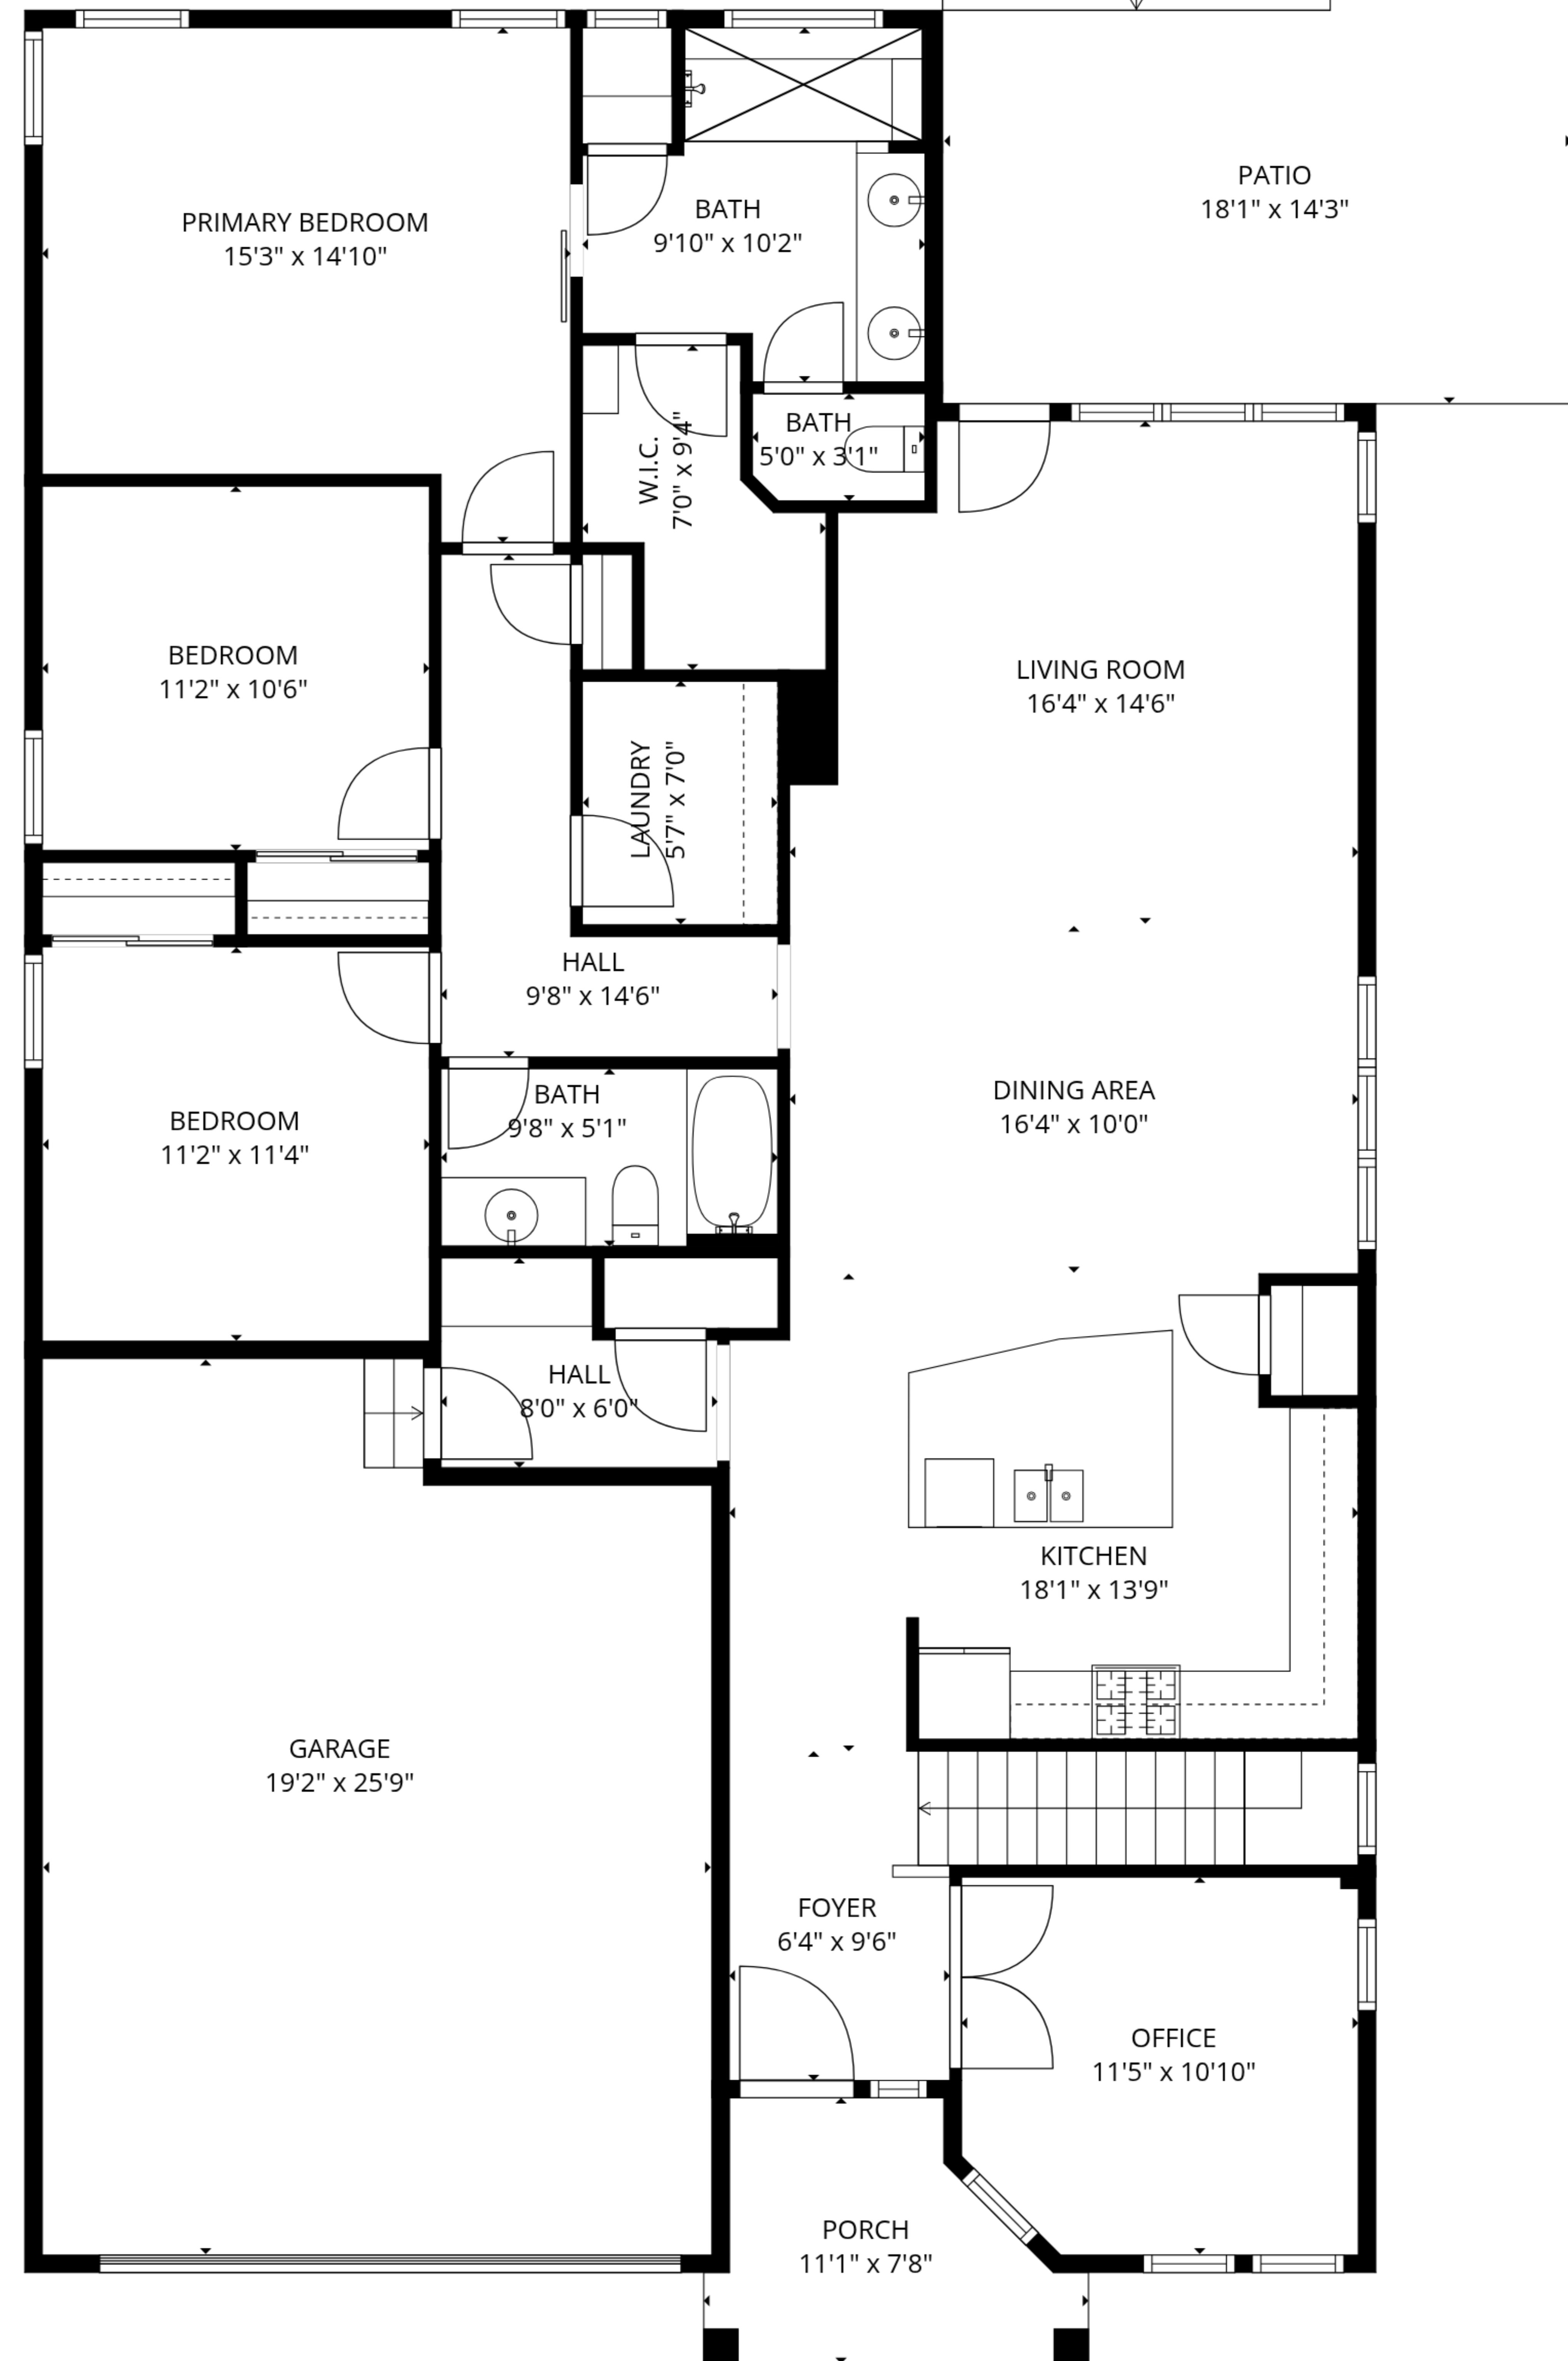 PATIO
18'1" x 14'3"
BATH
9'10" x 10'2"
PRIMARY BEDROOM
15'3" x 14'10"
BATH
5'0" x 3'1"
W.I.C.
7'0" x 9'4"
BEDROOM
11'2" x 10'6"
LIVING ROOM
16'4" x 14'6"
LAUNDRY
5'7" x 7'0"
HALL
9'8" x 14'6"
BATH
9'8" x 5'1"
DINING AREA
16'4" x 10'0"
BEDROOM
11'2" x 11'4"
HALL
8'0" x 6'0"
KITCHEN
18'1" x 13'9"
GARAGE
19'2" x 25'9"
FOYER
6'4" x 9'6"
OFFICE
11'5" x 10'10"
PORCH
11'1" x 7'8"